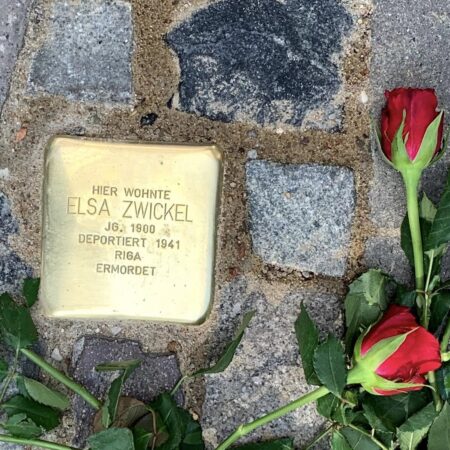 HIER WOHNTE
ELSA ZWICKEL
JG. 1900
DEPORTIERT 1941
RIGA
ERMORDET